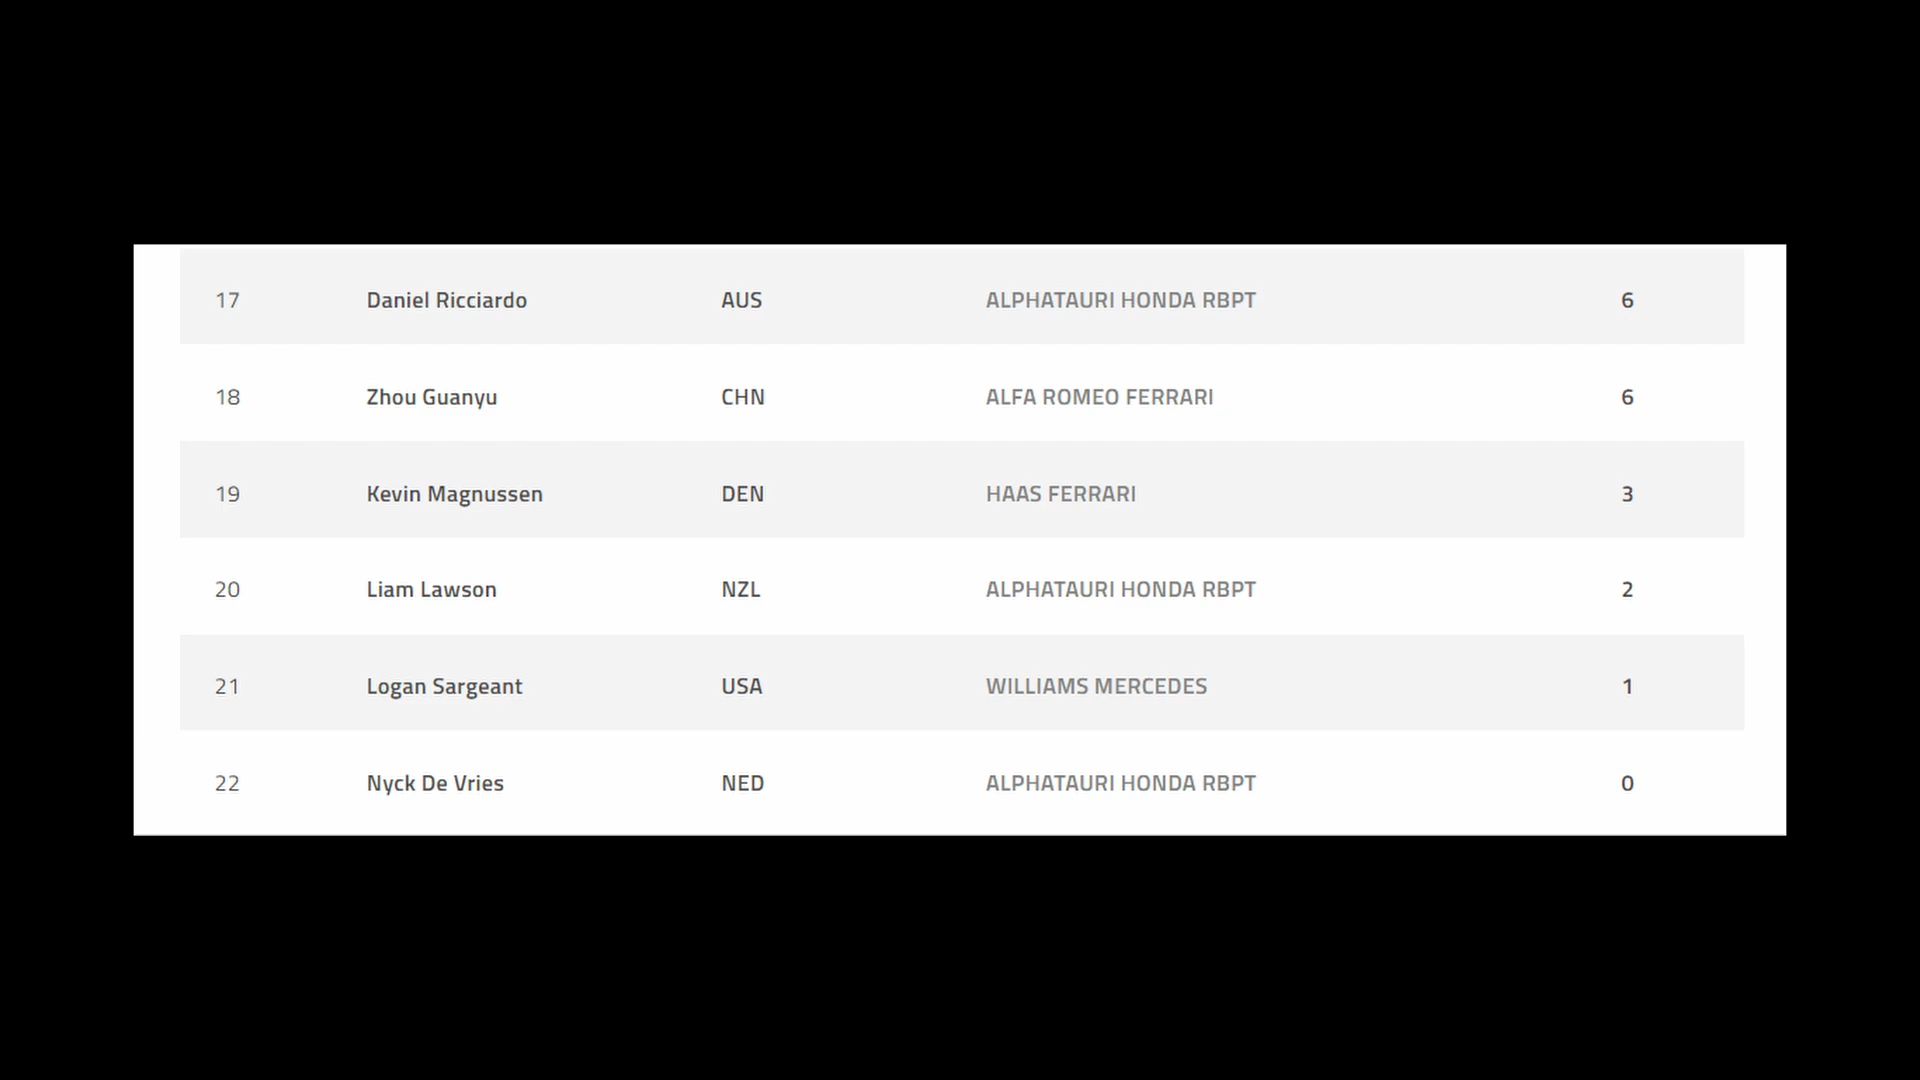 17 Daniel Ricciardo AUS ALPHATAURI HONDA RBPT 6
18 Zhou Guanyu CHN ALFA ROMEO FERRARI 6
19 Kevin Magnussen DEN HAAS FERRARI 3
20 Liam Lawson NZL ALPHATAURI HONDA RBPT 2
21 Logan Sargeant USA WILLIAMS MERCEDES 1
22 Nyck De Vries NED ALPHATAURI HONDA RBPT 0